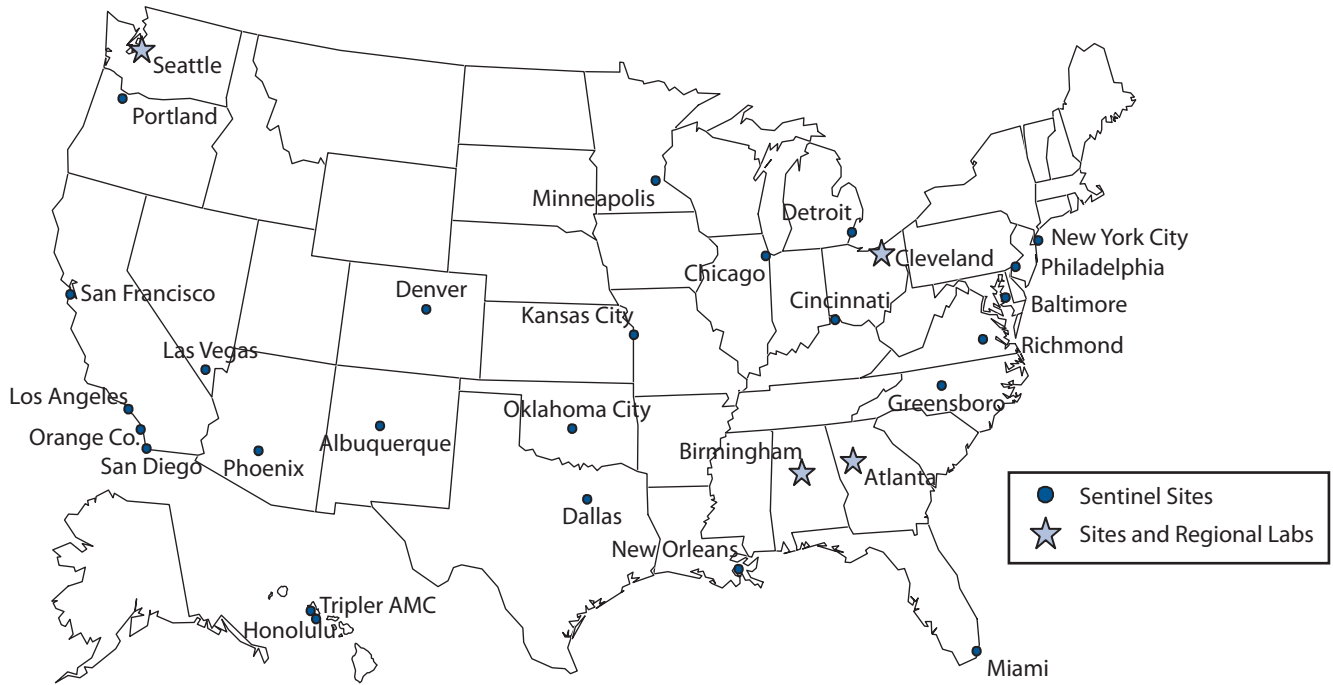 Seattle
Portland
Minneapolis
Detroit
New York City
Cleveland
Philadelphia
Chicago
San Francisco
Denver
Cincinnati
Baltimore
Kansas City
Richmond
Las Vegas
Los Angeles
Greensboro
Oklahoma City
Orange Co.
Albuquerque
San Diego
Phoenix
Birmingham
Atlanta
Sentinel Sites
Dallas
Sites and Regional Labs
New Orleans
Tripler AMC
Honolulu
Miami